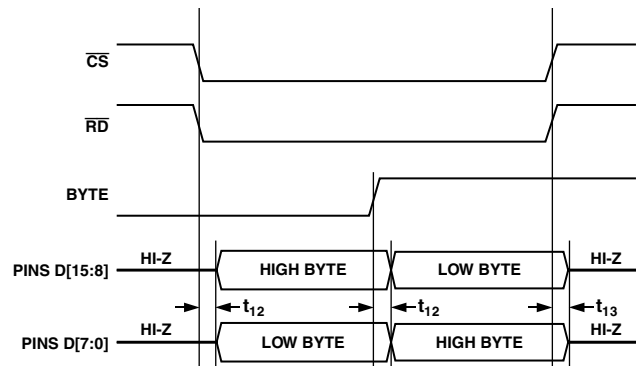 CS
RD
BYTE
PINS D[15:8] HI-Z HIGH BYTE LOW BYTE HI-Z
t12 t12 t13
PINS D[7:0] HI-Z LOW BYTE HIGH BYTE HI-Z